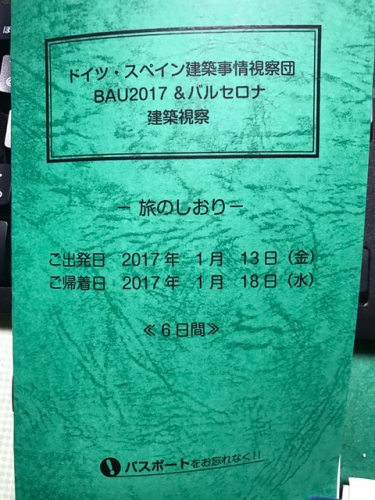 ドイツ・スペイン建築事情視察団
BAU2017 &バルセロナ
建築視察
― 旅のしおり ―
ご出発日 2017年 1月 13日（金）
ご帰着日 2017年 1月 18日（水）
≪6日間≫
! パスポートをお忘れなく!!